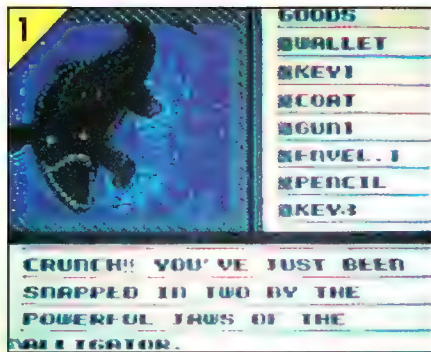 1
GOODS
WALLET
KEY1
COAT
GUN1
ENVEL.1
PENCIL
KEY3
CRUNCH!! YOU'VE JUST BEEN
SNAPPED IN TWO BY THE
POWERFUL JAWS OF THE
ALLIGATOR.